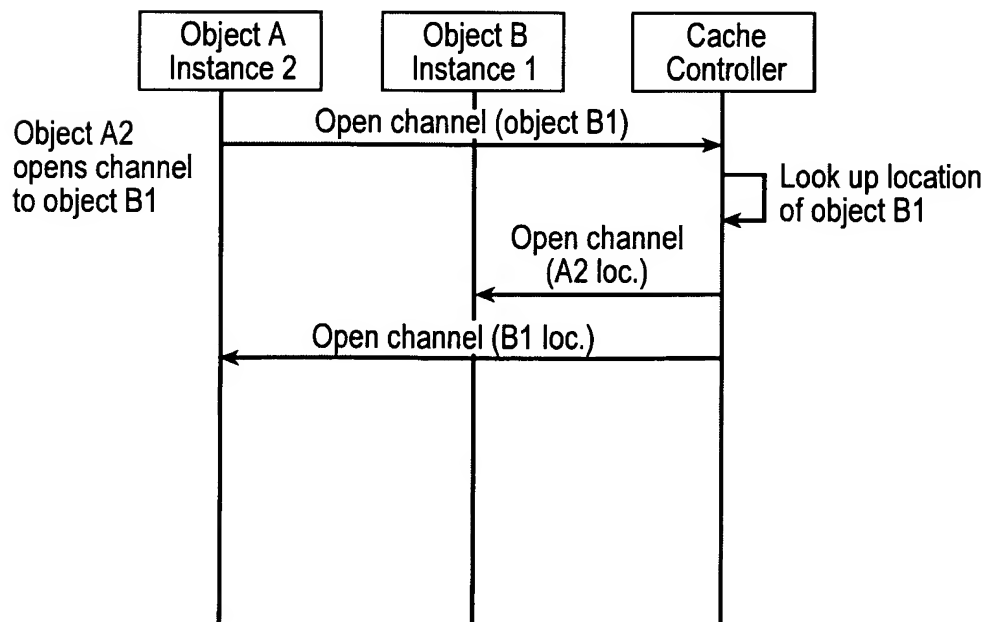 Object A
Instance 2
Object B
Instance 1
Cache
Controller
Object A2
opens channel
to object B1
Open channel (object B1)
Look up location
of object B1
Open channel
(A2 loc.)
Open channel (B1 loc.)